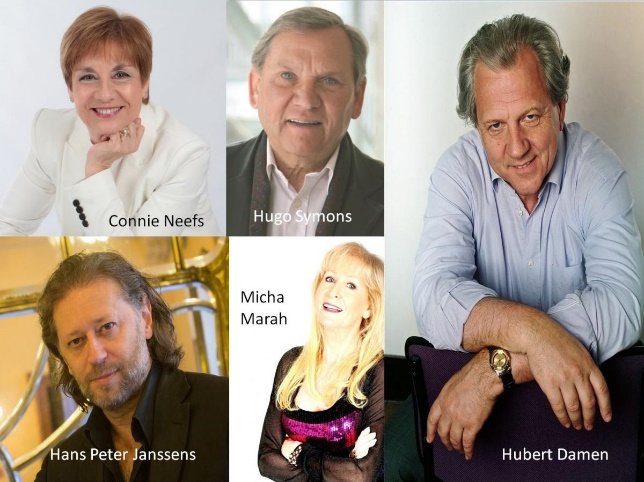 Connie Neefs
Hugo Symons
Hans Peter Janssens
Micha
Marah
Hubert Damen